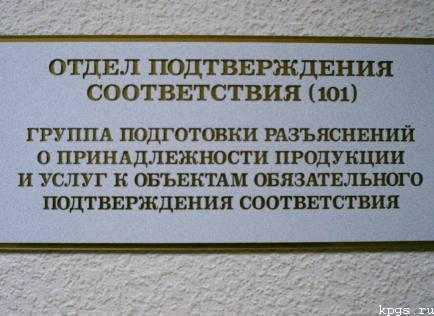 ОТДЕЛ ПОДТВЕРЖДЕНИЯ
СООТВЕТСТВИЯ (101)
ГРУППА ПОДГОТОВКИ РАЗЪЯСНЕНИЙ
О ПРИНАДЛЕЖНОСТИ ПРОДУКЦИИ
И УСЛУГ К ОБЪЕКТАМ ОБЯЗАТЕЛЬНОГО
ПОДТВЕРЖДЕНИЯ СООТВЕТСТВИЯ
kpgs.ru